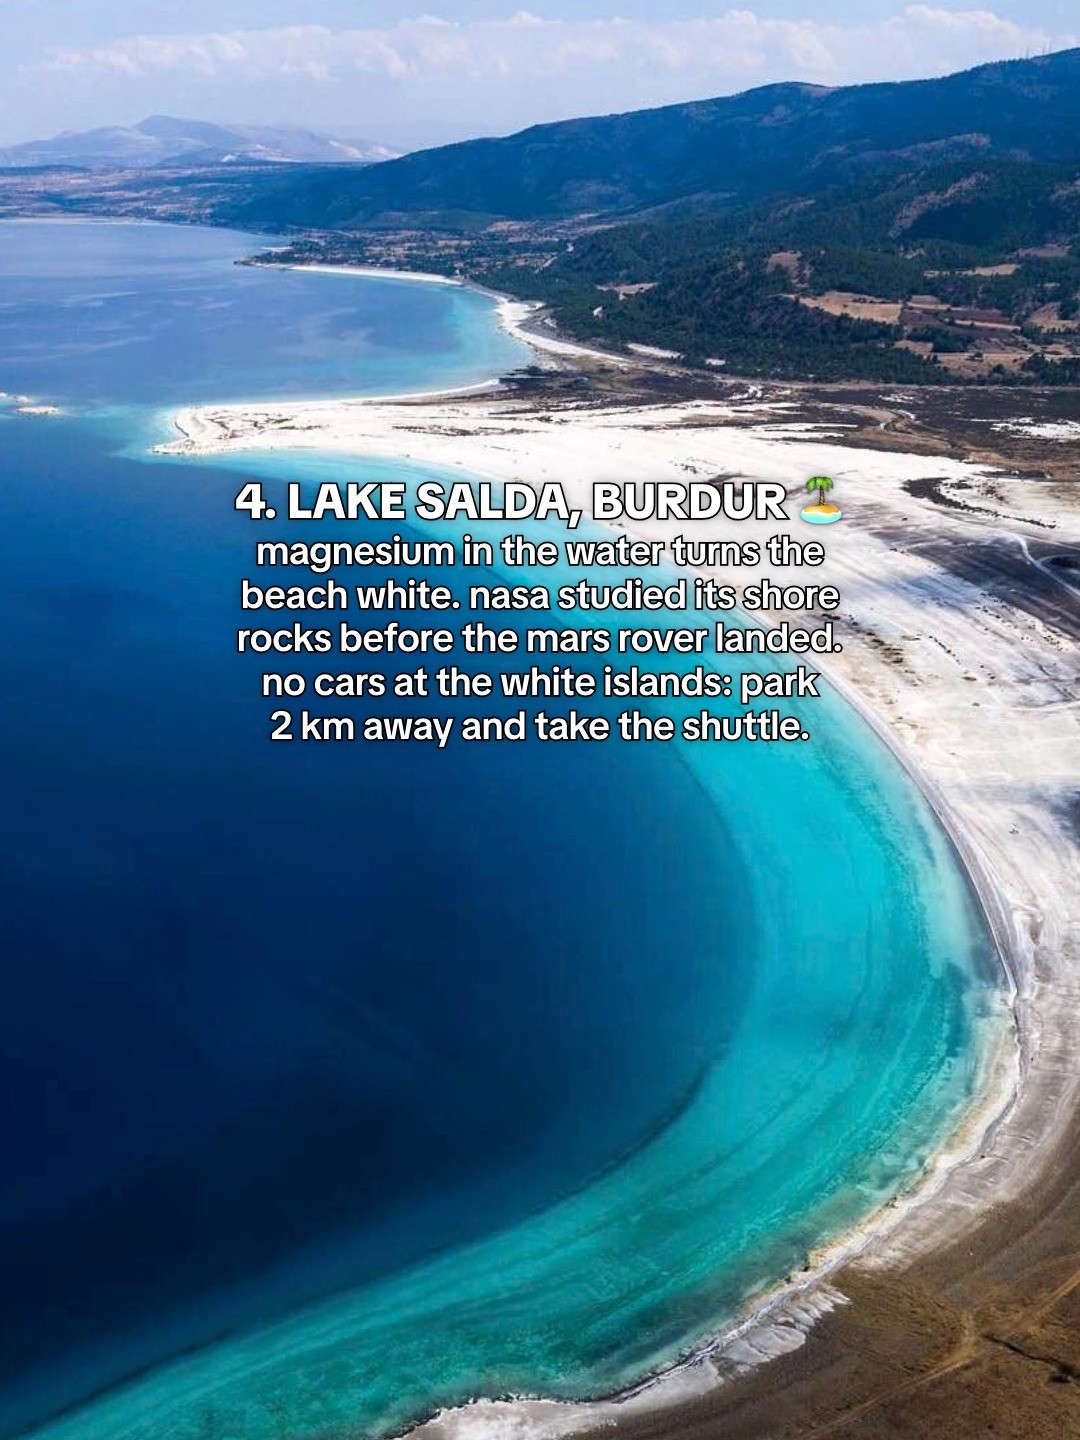 4. LAKE SALDA, BURDUR 🏝️
magnesium in the water turns the
beach white. nasa studied its shore
rocks before the mars rover landed.
no cars at the white islands: park
2 km away and take the shuttle.